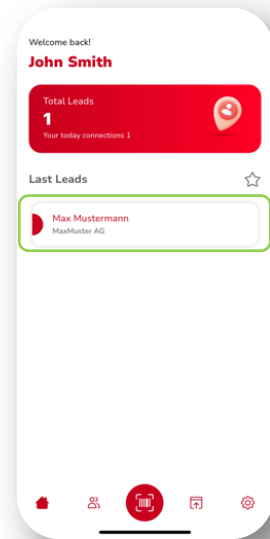 Welcome back!
John Smith
Total Leads
1
Your today connections 1
Last Leads
Max Mustermann
MaxMuster AG